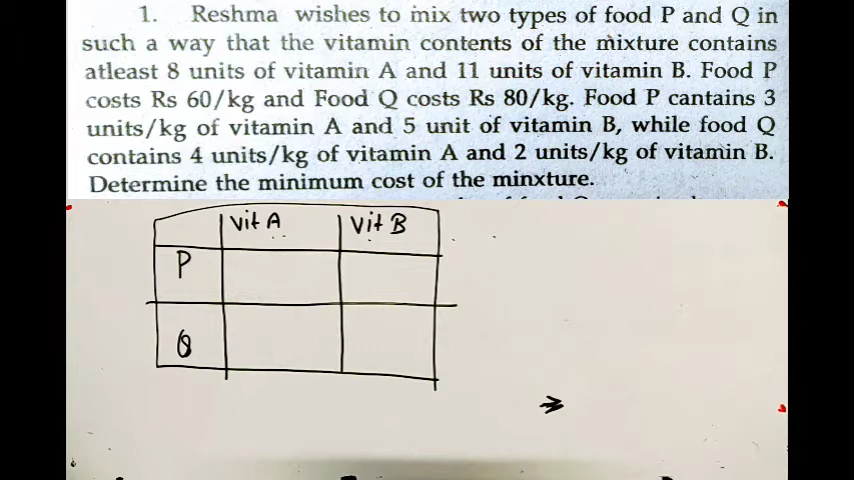 1. Reshma wishes to mix two types of food P and Q in
such a way that the vitamin contents of the mixture contains
atleast 8 units of vitamin A and 11 units of vitamin B. Food P
costs Rs 60/kg and Food Q costs Rs 80/kg. Food P cantains 3
units/kg of vitamin A and 5 unit of vitamin B, while food Q
contains 4 units/kg of vitamin A and 2 units/kg of vitamin B.
Determine the minimum cost of the minxture.
Vit A Vit B
P
Q